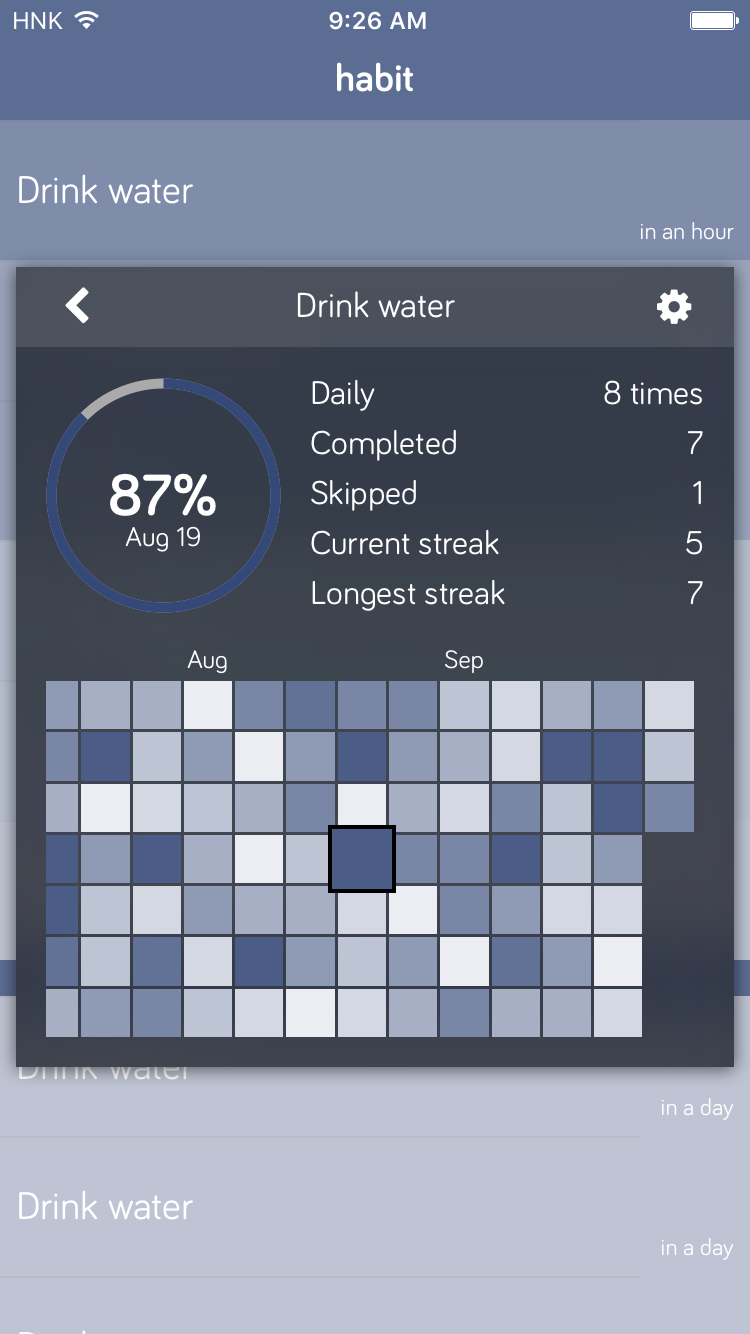 HNK 9:26 AM
habit
Drink water
in an hour
Drink water
87%
Aug 19
Daily 8 times
Completed 7
Skipped 1
Current streak 5
Longest streak 7
Aug Sep
Drink water
in a day
Drink water
in a day